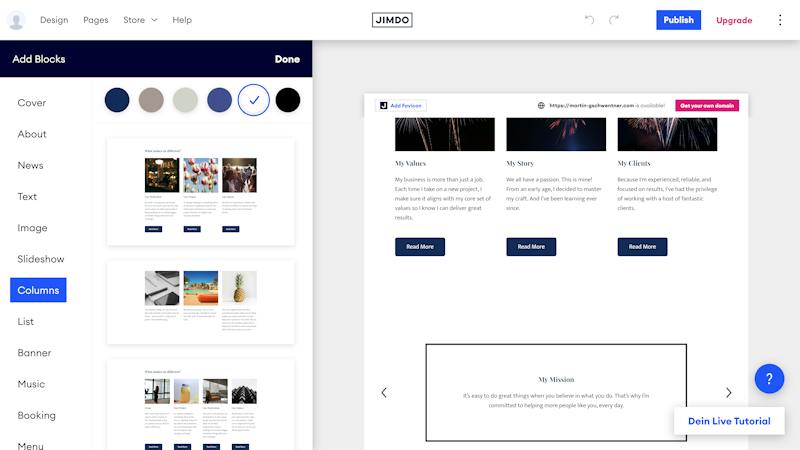 Design Pages Store Help
JIMDO
Publish Upgrade
Add Blocks Done
Cover
About
News
Text
Image
Slideshow
Columns
List
Banner
Music
Booking
Menu
What makes us different?
What makes us different?
Add Favicon
https://martin-gschwentner.com is available!
Get your own domain
My Values
My business is more than just a job.
Each time I take on a new project, I
make sure it aligns with my core set of
values so I know I can deliver great
results.
Read More
My Story
We all have a passion. This is mine!
From an early age, I decided to master
my craft. And I've been learning ever
since.
Read More
My Clients
Because I'm experienced, reliable, and
focused on results, I've had the privilege
of working with a host of fantastic
clients.
Read More
My Mission
It's easy to do great things when you believe in what you do. That's why I'm
committed to helping more people like you, every day.
?
Dein Live Tutorial